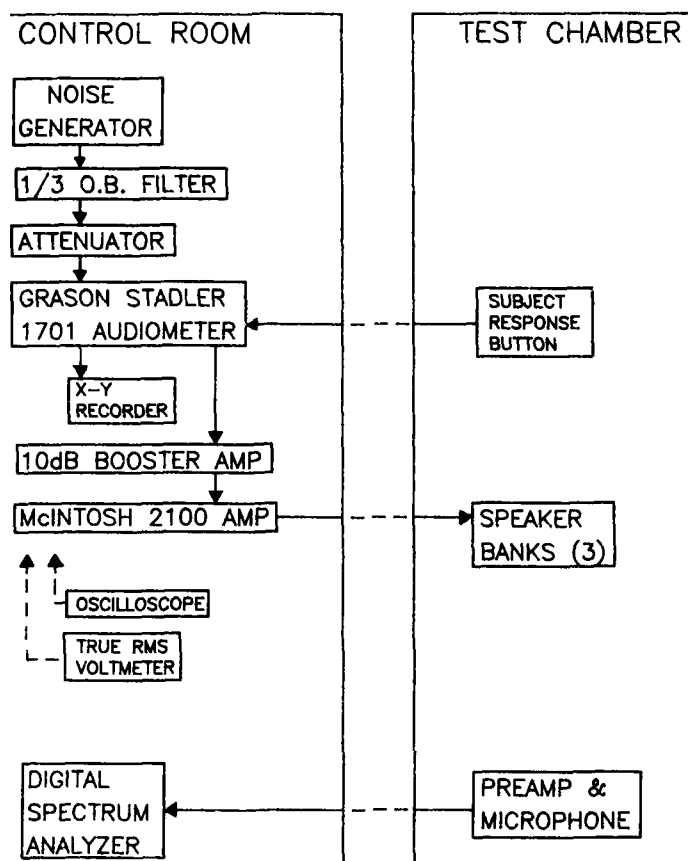 CONTROL ROOM
TEST CHAMBER
NOISE
GENERATOR
1/3 O.B. FILTER
ATTENUATOR
GRASON STADLER
1701 AUDIOMETER
SUBJECT
RESPONSE
BUTTON
X-Y
RECORDER
10dB BOOSTER AMP
McINTOSH 2100 AMP
SPEAKER
BANKS (3)
OSCILLOSCOPE
TRUE RMS
VOLTMETER
DIGITAL
SPECTRUM
ANALYZER
PREAMP &
MICROPHONE